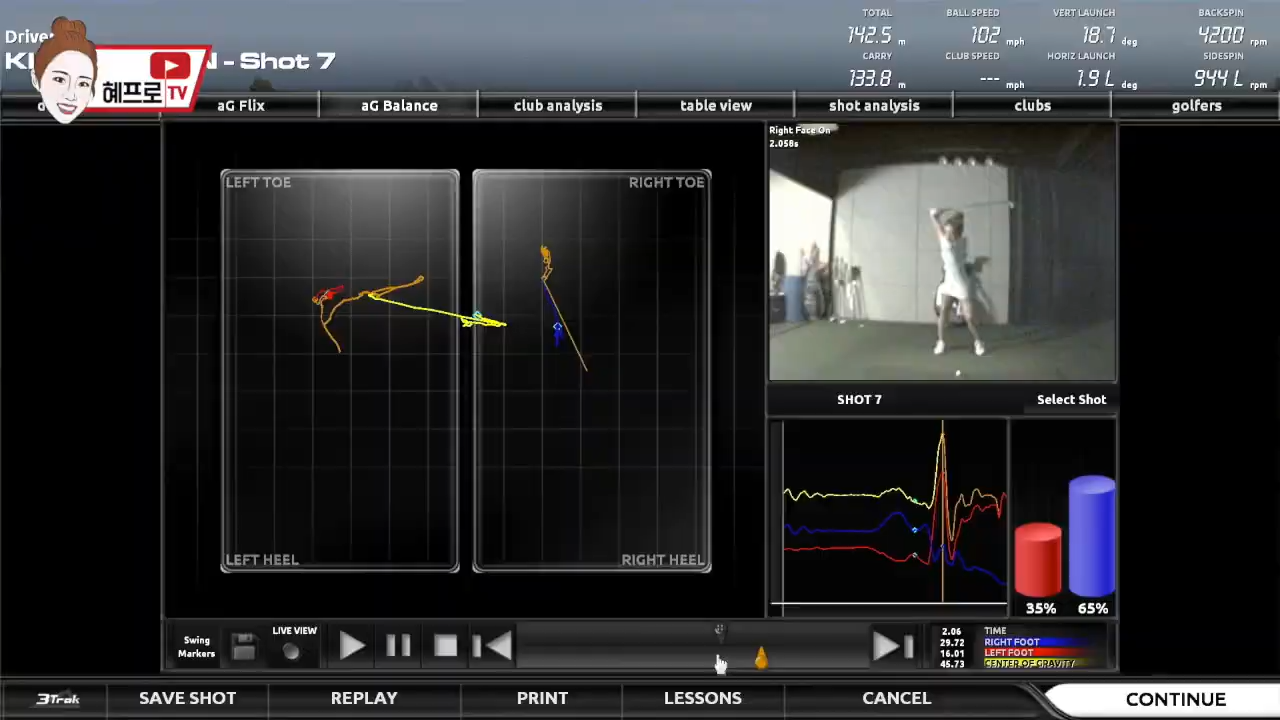 Driver
TOTAL
142.5 m
BALL SPEED
102 mph
VERT LAUNCH
18.7 deg
BACKSPIN
4200 rpm
CARRY
133.8 m
CLUB SPEED
--- mph
HORIZ LAUNCH
1.9 L deg
SIDESPIN
944 L rpm
- Shot 7
혜프로TV
aG Flix
aG Balance
club analysis
table view
shot analysis
clubs
golfers
LEFT TOE
RIGHT TOE
LEFT HEEL
RIGHT HEEL
Right Face On
2.058s
SHOT 7
Select Shot
35%
65%
Swing
Markers
LIVE VIEW
2.06 TIME
29.72 RIGHT FOOT
16.01 LEFT FOOT
45.73 CENTER OF GRAVITY
3Trak
SAVE SHOT
REPLAY
PRINT
LESSONS
CANCEL
CONTINUE